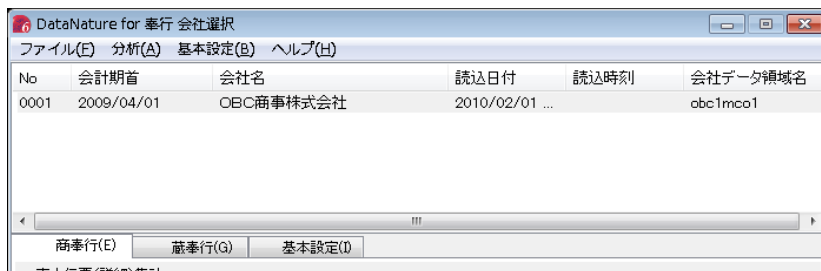 DataNature for 奉行 会社選択
ファイル(F) 分析(A) 基本設定(B) ヘルプ(H)
No 会計期首 会社名 読込日付 読込時刻 会社データ領域名
0001 2009/04/01 OBC商事株式会社 2010/02/01 ... obc1mco1
商奉行(E) 蔵奉行(G) 基本設定(I)